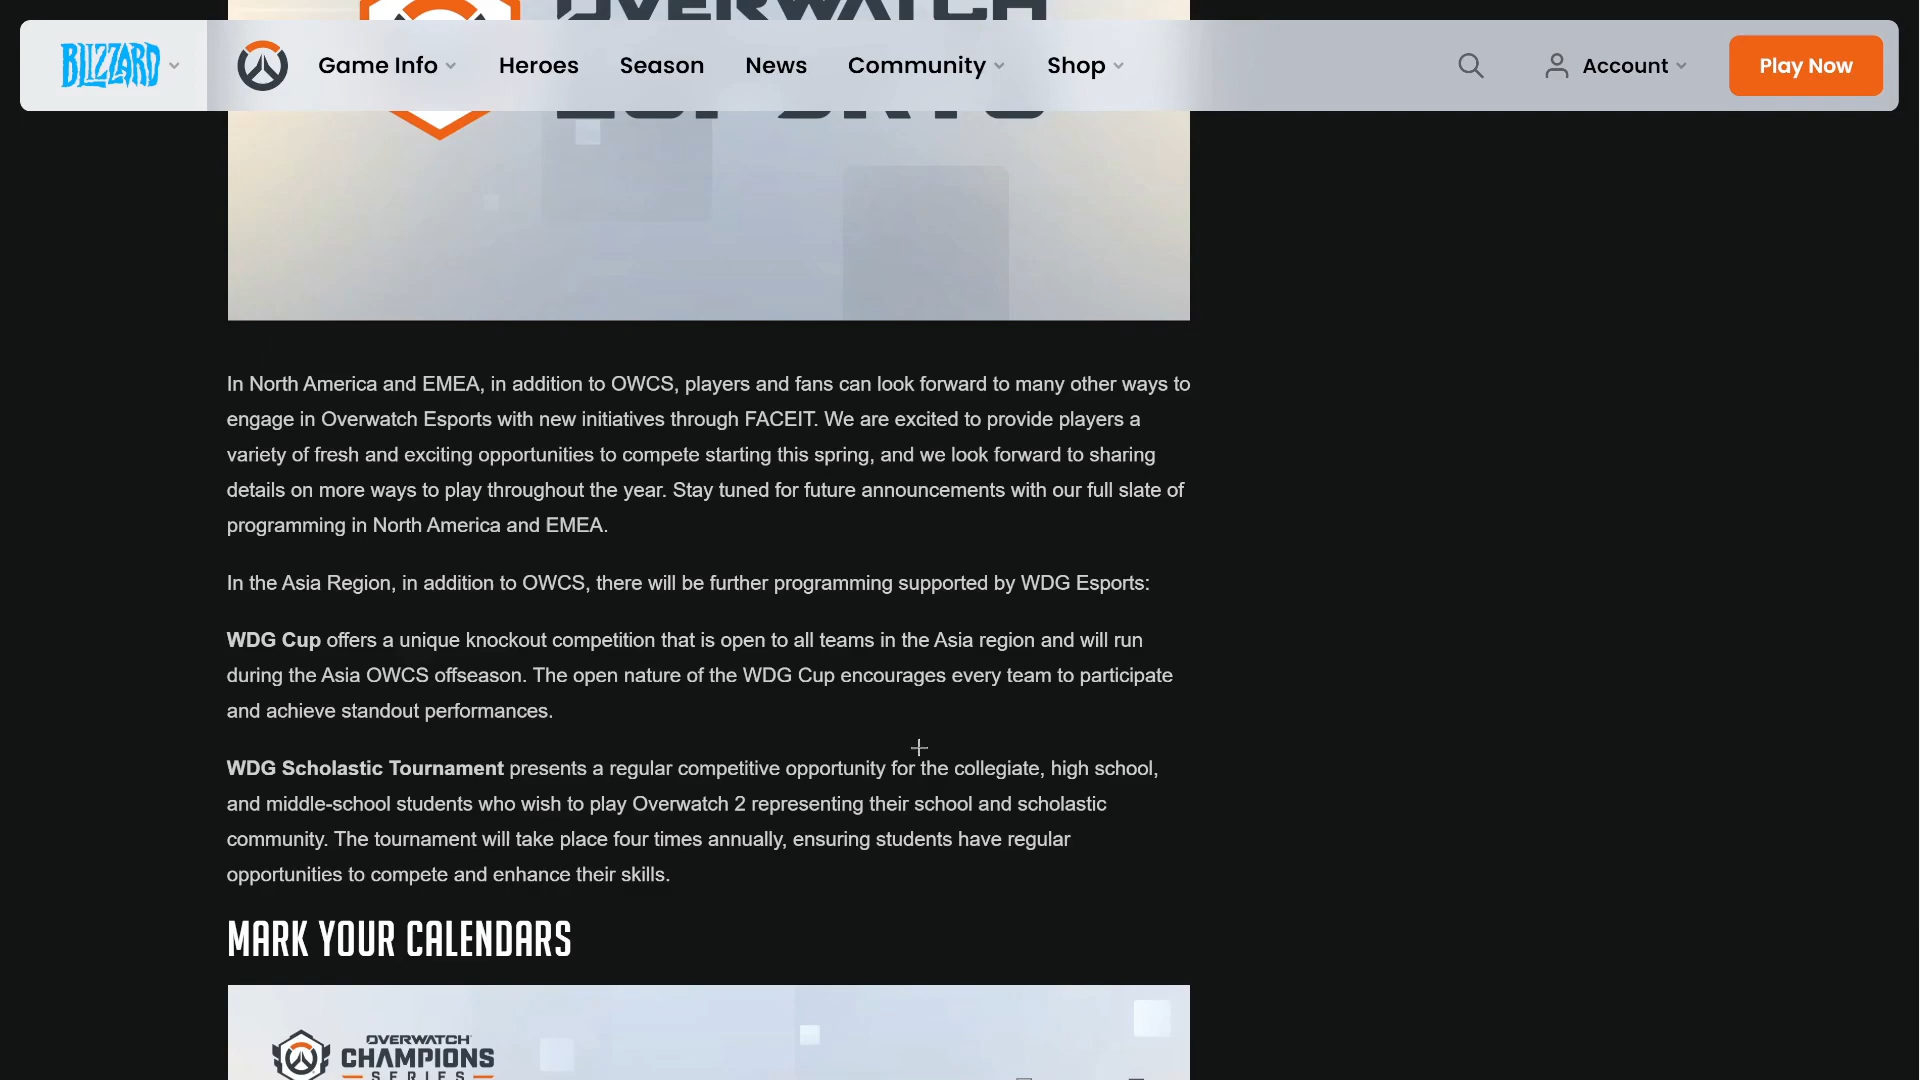 OVERWATCH
BLIZZARD Game Info Heroes Season News Community Shop Account Play Now
ESPORTS
In North America and EMEA, in addition to OWCS, players and fans can look forward to many other ways to
engage in Overwatch Esports with new initiatives through FACEIT. We are excited to provide players a
variety of fresh and exciting opportunities to compete starting this spring, and we look forward to sharing
details on more ways to play throughout the year. Stay tuned for future announcements with our full slate of
programming in North America and EMEA.
In the Asia Region, in addition to OWCS, there will be further programming supported by WDG Esports:
WDG Cup offers a unique knockout competition that is open to all teams in the Asia region and will run
during the Asia OWCS offseason. The open nature of the WDG Cup encourages every team to participate
and achieve standout performances.
WDG Scholastic Tournament presents a regular competitive opportunity for the collegiate, high school,
and middle-school students who wish to play Overwatch 2 representing their school and scholastic
community. The tournament will take place four times annually, ensuring students have regular
opportunities to compete and enhance their skills.
MARK YOUR CALENDARS
OVERWATCH
CHAMPIONS
SERIES